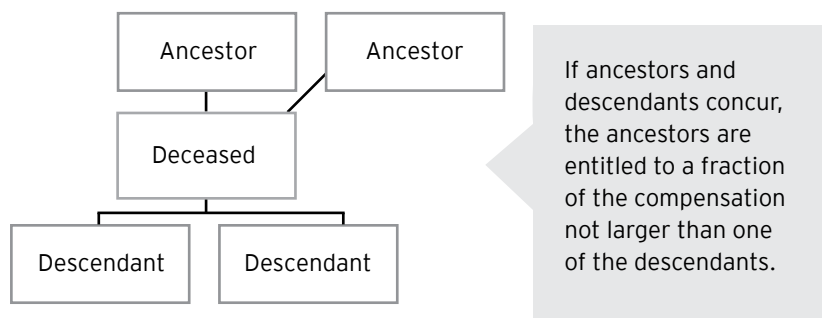 Ancestor
Ancestor
Deceased
Descendant
Descendant
If ancestors and
descendants concur,
the ancestors are
entitled to a fraction
of the compensation
not larger than one
of the descendants.